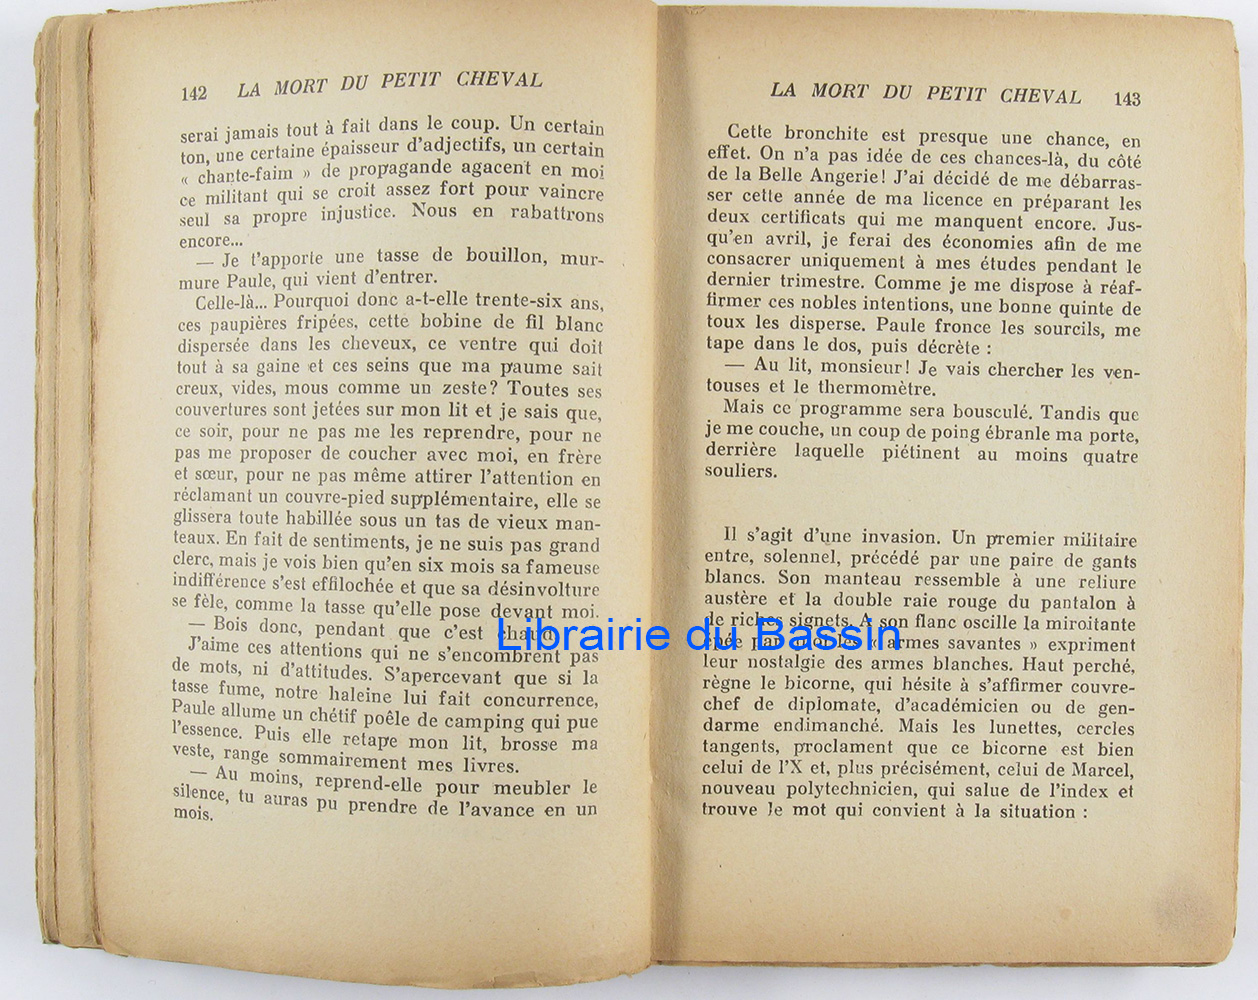 142 LA MORT DU PETIT CHEVAL
serai jamais tout à fait dans le coup. Un certain
ton, une certaine épaisseur d'adjectifs, un certain
« chante-faim » de propagande agacent en moi
ce militant qui se croit assez fort pour vaincre
seul sa propre injustice. Nous en rabattrons
encore...
— Je t'apporte une tasse de bouillon, mur-
mure Paule, qui vient d'entrer.
Celle-là... Pourquoi donc a-t-elle trente-six ans,
ces paupières fripées, cette bobine de fil blanc
dispersée dans les cheveux, ce ventre qui doit
tout à sa gaine et ces seins que ma paume sait
creux, vides, mous comme un zeste? Toutes ses
couvertures sont jetées sur mon lit et je sais que,
ce soir, pour ne pas me les reprendre, pour ne
pas me proposer de coucher avec moi, en frère
et sœur, pour ne pas même attirer l'attention en
réclamant un couvre-pied supplémentaire, elle se
glissera toute habillée sous un tas de vieux man-
teaux. En fait de sentiments, je ne suis pas grand
clerc, mais je vois bien qu'en six mois sa fameuse
indifférence s'est effilochée et que sa désinvolture
se fêle, comme la tasse qu'elle pose devant moi.
— Bois donc, pendant que c'est chaud.
J'aime ces attentions qui ne s'encombrent pas
de mots, ni d'attitudes. S'apercevant que si la
tasse fume, notre haleine lui fait concurrence,
Paule allume un chétif poêle de camping qui pue
l'essence. Puis elle retape mon lit, brosse ma
veste, range sommairement mes livres.
— Au moins, reprend-elle pour meubler le
silence, tu auras pu prendre de l'avance en un
mois.
LA MORT DU PETIT CHEVAL 143
Cette bronchite est presque une chance, en
effet. On n'a pas idée de ces chances-là, du côté
de la Belle Angerie! J'ai décidé de me débarras-
ser cette année de ma licence en préparant les
deux certificats qui me manquent encore. Jus-
qu'en avril, je ferai des économies afin de me
consacrer uniquement à mes études pendant le
dernier trimestre. Comme je me dispose à réaf-
firmer ces nobles intentions, une bonne quinte de
toux les disperse. Paule fronce les sourcils, me
tape dans le dos, puis décrète :
— Au lit, monsieur! Je vais chercher les ven-
touses et le thermomètre.
Mais ce programme sera bousculé. Tandis que
je me couche, un coup de poing ébranle ma porte,
derrière laquelle piétinent au moins quatre
souliers.
Il s'agit d'une invasion. Un premier militaire
entre, solennel, précédé par une paire de gants
blancs. Son manteau ressemble à une reliure
austère et la double raie rouge du pantalon à
de riches signets. A son flanc oscille la miroitante
épée par quoi les « armes savantes » expriment
leur nostalgie des armes blanches. Haut perché,
règne le bicorne, qui hésite à s'affirmer couvre-
chef de diplomate, d'académicien ou de gen-
darme endimanché. Mais les lunettes, cercles
tangents, proclament que ce bicorne est bien
celui de l'X et, plus précisément, celui de Marcel,
nouveau polytechnicien, qui salue de l'index et
trouve le mot qui convient à la situation :
Librairie du Bassin